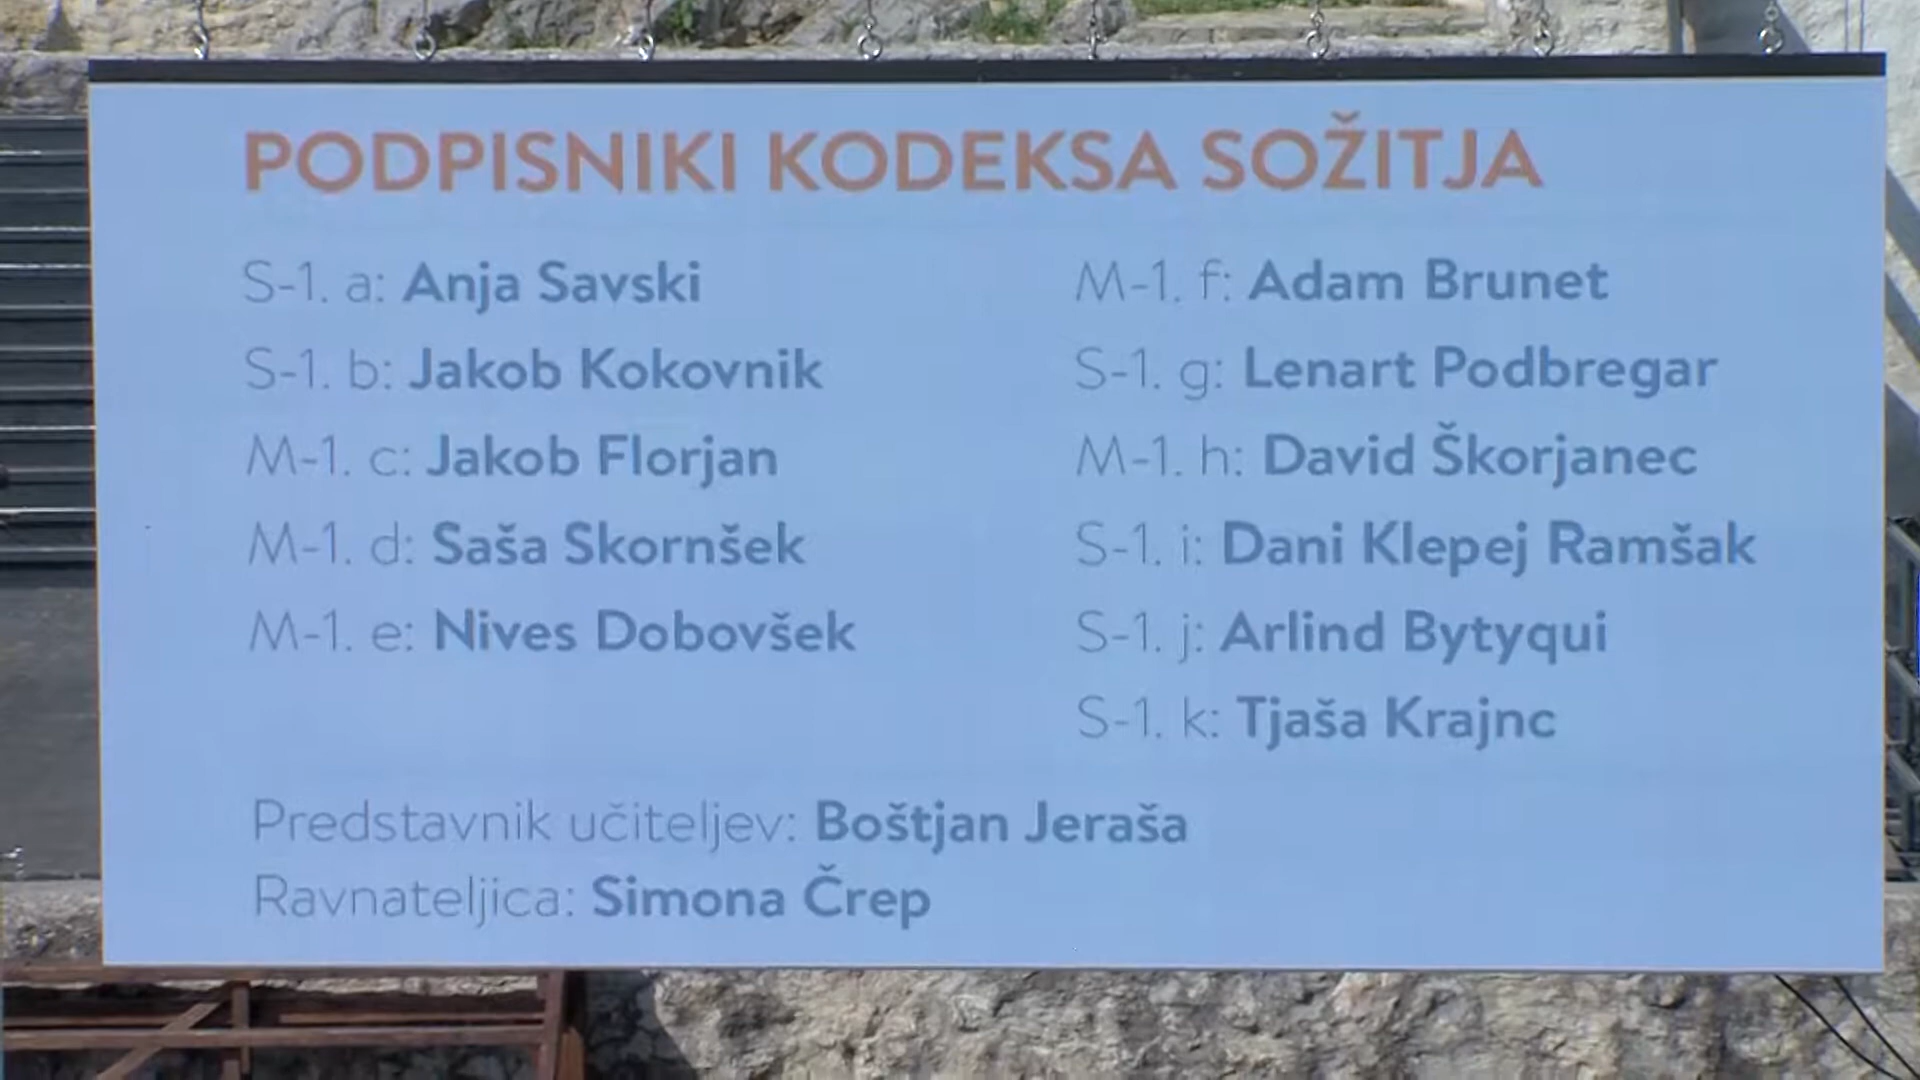 PODPISNIKI KODEKSA SOŽITJA
S-1. a: Anja Savski
S-1. b: Jakob Kokovnik
M-1. c: Jakob Florjan
M-1. d: Saša Skornšek
M-1. e: Nives Dobovšek
M-1. f: Adam Brunet
S-1. g: Lenart Podbregar
M-1. h: David Škorjanec
S-1. i: Dani Klepej Ramšak
S-1. j: Arlind Bytyqui
S-1. k: Tjaša Krajnc
Predstavnik učiteljev: Boštjan Jeraša
Ravnateljica: Simona Črep